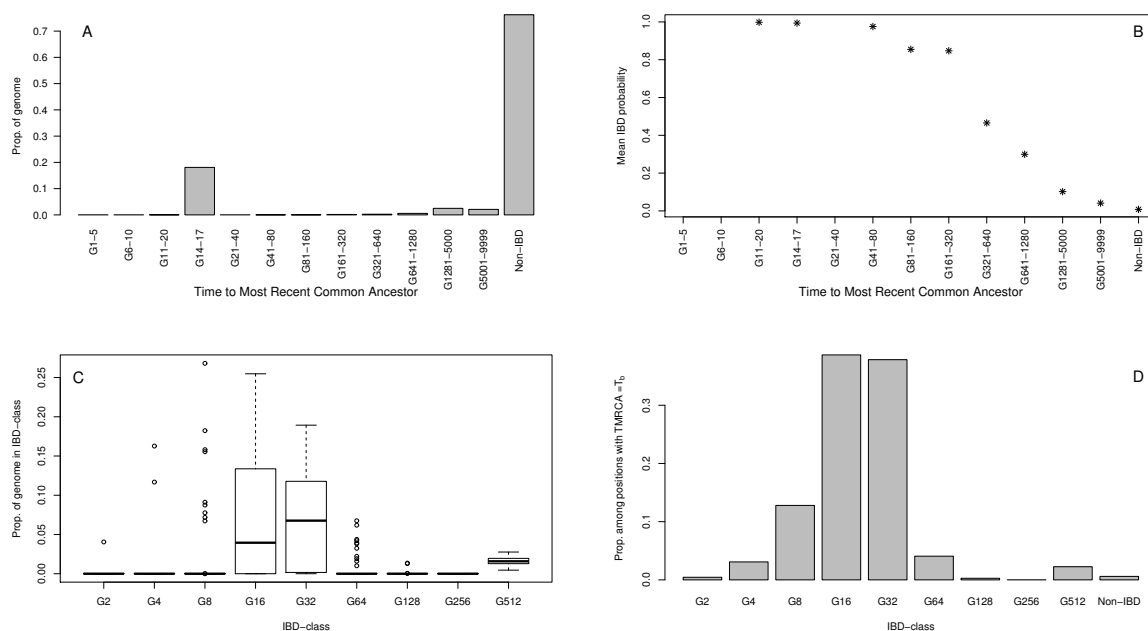 A
Prop. of genome
0.7
0.6
0.5
0.4
0.3
0.2
0.1
0.0
G1−5
G6−10
G11−20
G14−17
G21−40
G41−80
G81−160
G161−320
G321−640
G641−1280
G1281−5000
G5001−9999
Non−IBD
Time to Most Recent Common Ancestor
B
Mean IBD probability
1.0
0.8
0.6
0.4
0.2
0.0
G1−5
G6−10
G11−20
G14−17
G21−40
G41−80
G81−160
G161−320
G321−640
G641−1280
G1281−5000
G5001−9999
Non−IBD
Time to Most Recent Common Ancestor
C
Prop. of genome in IBD−class
0.25
0.20
0.15
0.10
0.05
0.00
G2 G4 G8 G16 G32 G64 G128 G256 G512
IBD−class
D
Prop. among positions with TMRCA =Tb
0.3
0.2
0.1
0.0
G2 G4 G8 G16 G32 G64 G128 G256 G512 Non−IBD
IBD−class